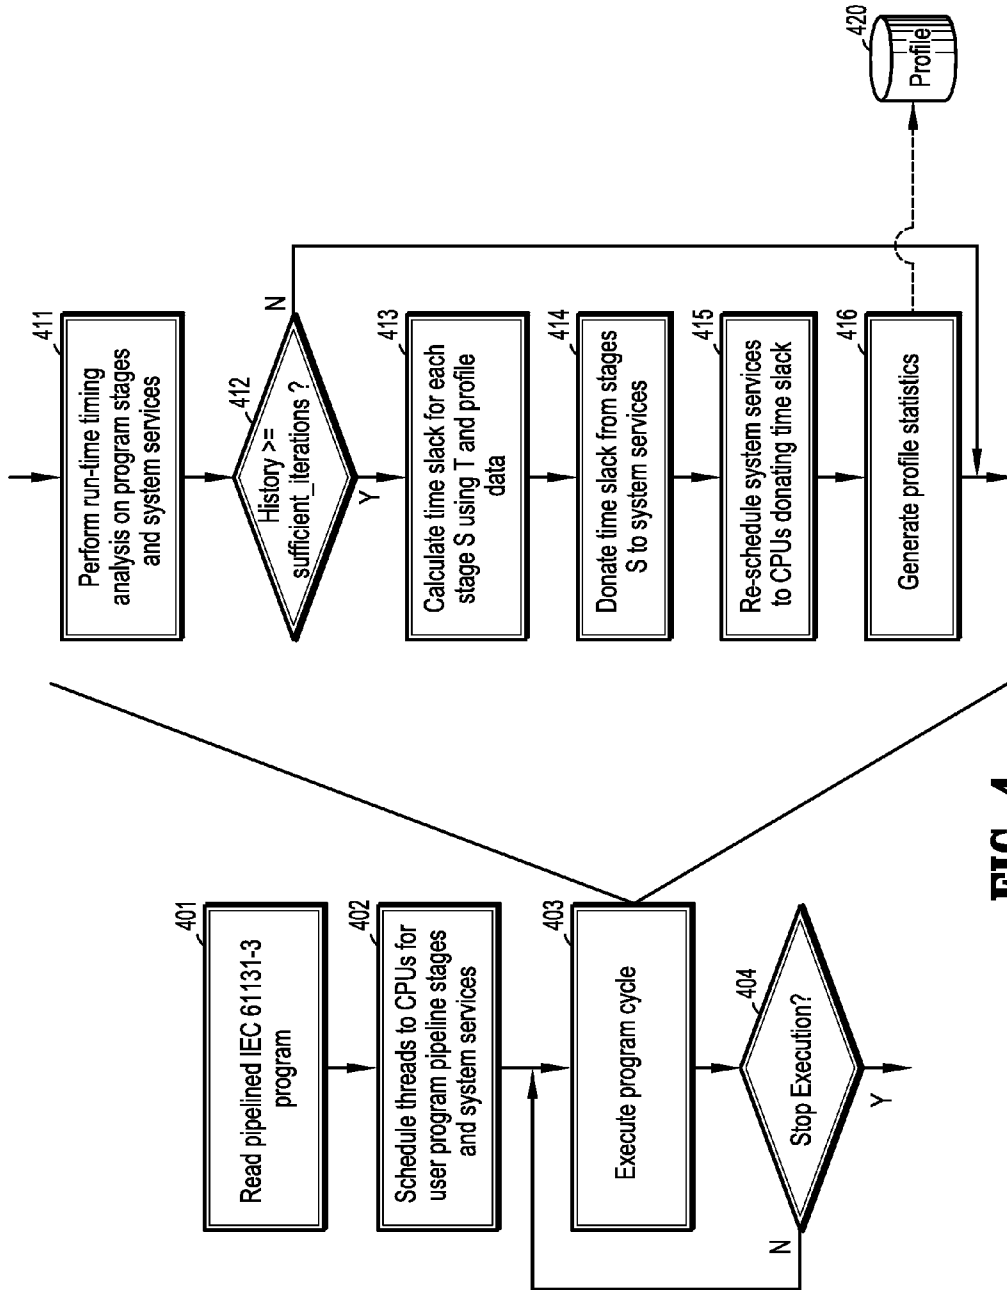 401
Read pipelined IEC 61131-3
program
402
Schedule threads to CPUs for
user program pipeline stages
and system services
403
Execute program cycle
404
Stop Execution?
N
Y
411
Perform run-time timing
analysis on program stages
and system services
412
History >=
sufficient_iterations ?
N
Y
413
Calculate time slack for each
stage S using T and profile
data
414
Donate time slack from stages
S to system services
415
Re-schedule system services
to CPUs donating time slack
416
Generate profile statistics
420
Profile
FIG. 4